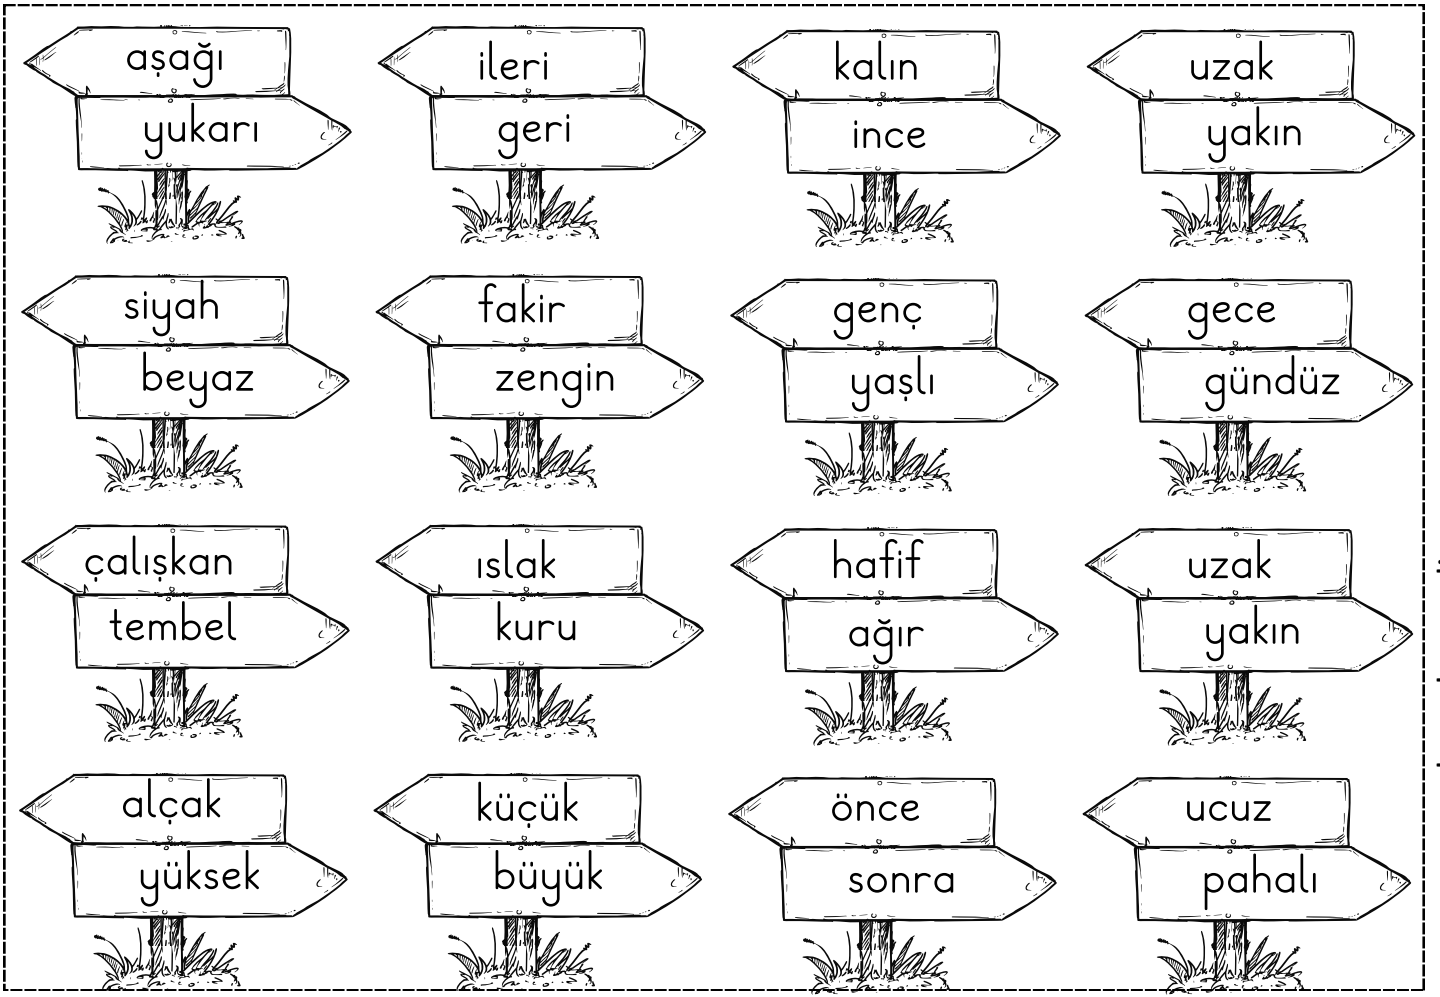 aşağı
yukarı
ileri
geri
kalın
ince
uzak
yakın
siyah
beyaz
fakir
zengin
genç
yaşlı
gece
gündüz
çalışkan
tembel
ıslak
kuru
hafif
ağır
uzak
yakın
alçak
yüksek
küçük
büyük
önce
sonra
ucuz
pahalı